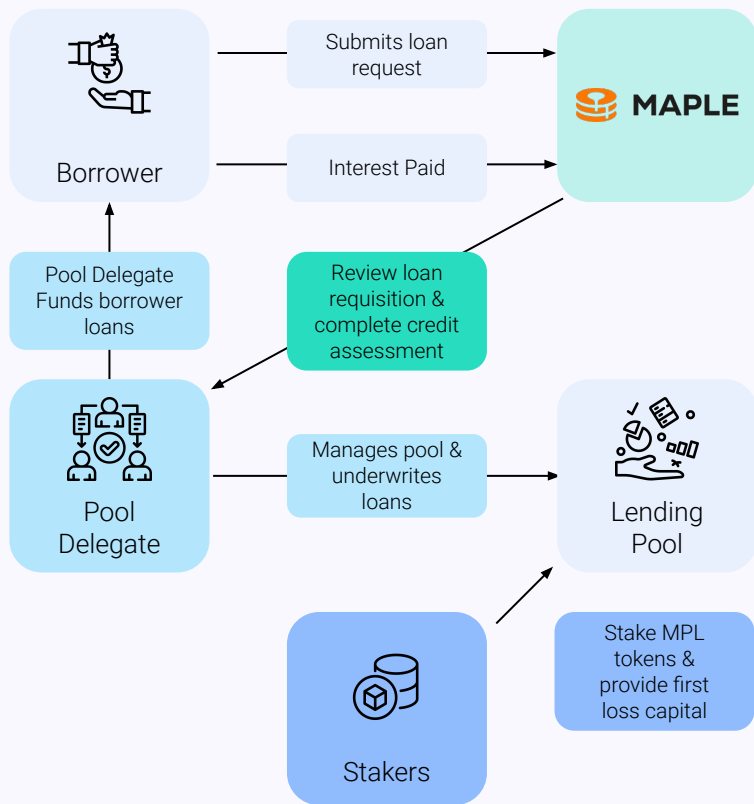 Submits loan
request
MAPLE
Borrower
Interest Paid
Pool Delegate
Funds borrower
loans
Review loan
requisition &
complete credit
assessment
Pool
Delegate
Manages pool &
underwrites
loans
Lending
Pool
Stakers
Stake MPL
tokens &
provide first
loss capital